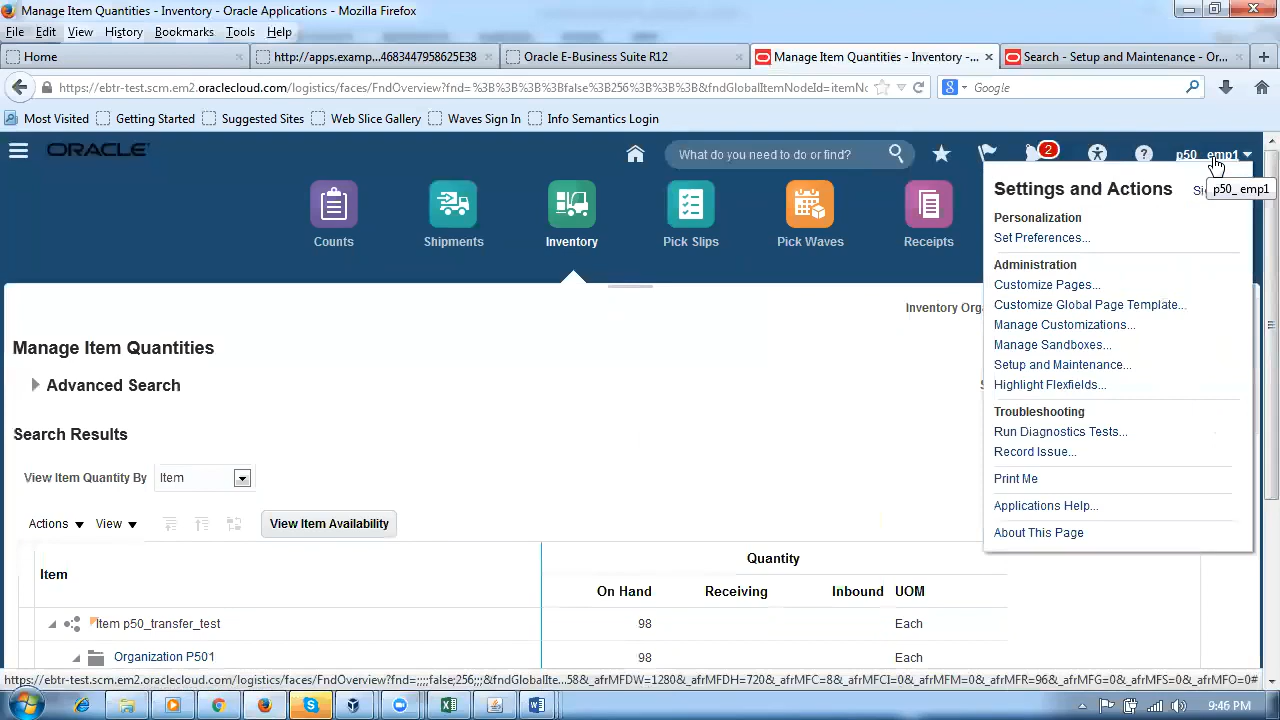 Manage Item Quantities - Inventory - Oracle Applications - Mozilla Firefox
File Edit View History Bookmarks Tools Help
Home
http://apps.examp...4683447958625E38
Oracle E-Business Suite R12
Manage Item Quantities - Inventory -...
Search - Setup and Maintenance - Or...
https://ebtr-test.scm.em2.oraclecloud.com/logistics/faces/FndOverview?fnd=%3B%3B%3Bfalse%3B256%3B%3B%3B&fndGlobalItemNodeId=itemNo
Google
Most Visited Getting Started Suggested Sites Web Slice Gallery Waves Sign In Info Semantics Login
ORACLE
What do you need to do or find?
2
p50_ emp1
Settings and Actions
p50_ emp1
Personalization
Set Preferences...
Administration
Customize Pages...
Customize Global Page Template...
Manage Customizations...
Manage Sandboxes...
Setup and Maintenance...
Highlight Flexfields...
Troubleshooting
Run Diagnostics Tests...
Record Issue...
Print Me
Applications Help...
About This Page
Counts Shipments Inventory Pick Slips Pick Waves Receipts
Inventory Org
Manage Item Quantities
Advanced Search
Search Results
View Item Quantity By Item
Actions View View Item Availability
Item
Quantity
On Hand Receiving Inbound UOM
Item p50_transfer_test 98 Each
Organization P501 98 Each
https://ebtr-test.scm.em2.oraclecloud.com/logistics/faces/FndOverview?fnd=;;;;false;256;;;&fndGlobalIte..._58&_afrMFDW=1280&_afrMFDH=720&_afrMFC=8&_afrMFCI=0&_afrMFM=0&_afrMFR=96&_afrMFG=0&_afrMFS=0&_afrMFO=0#
9:46 PM